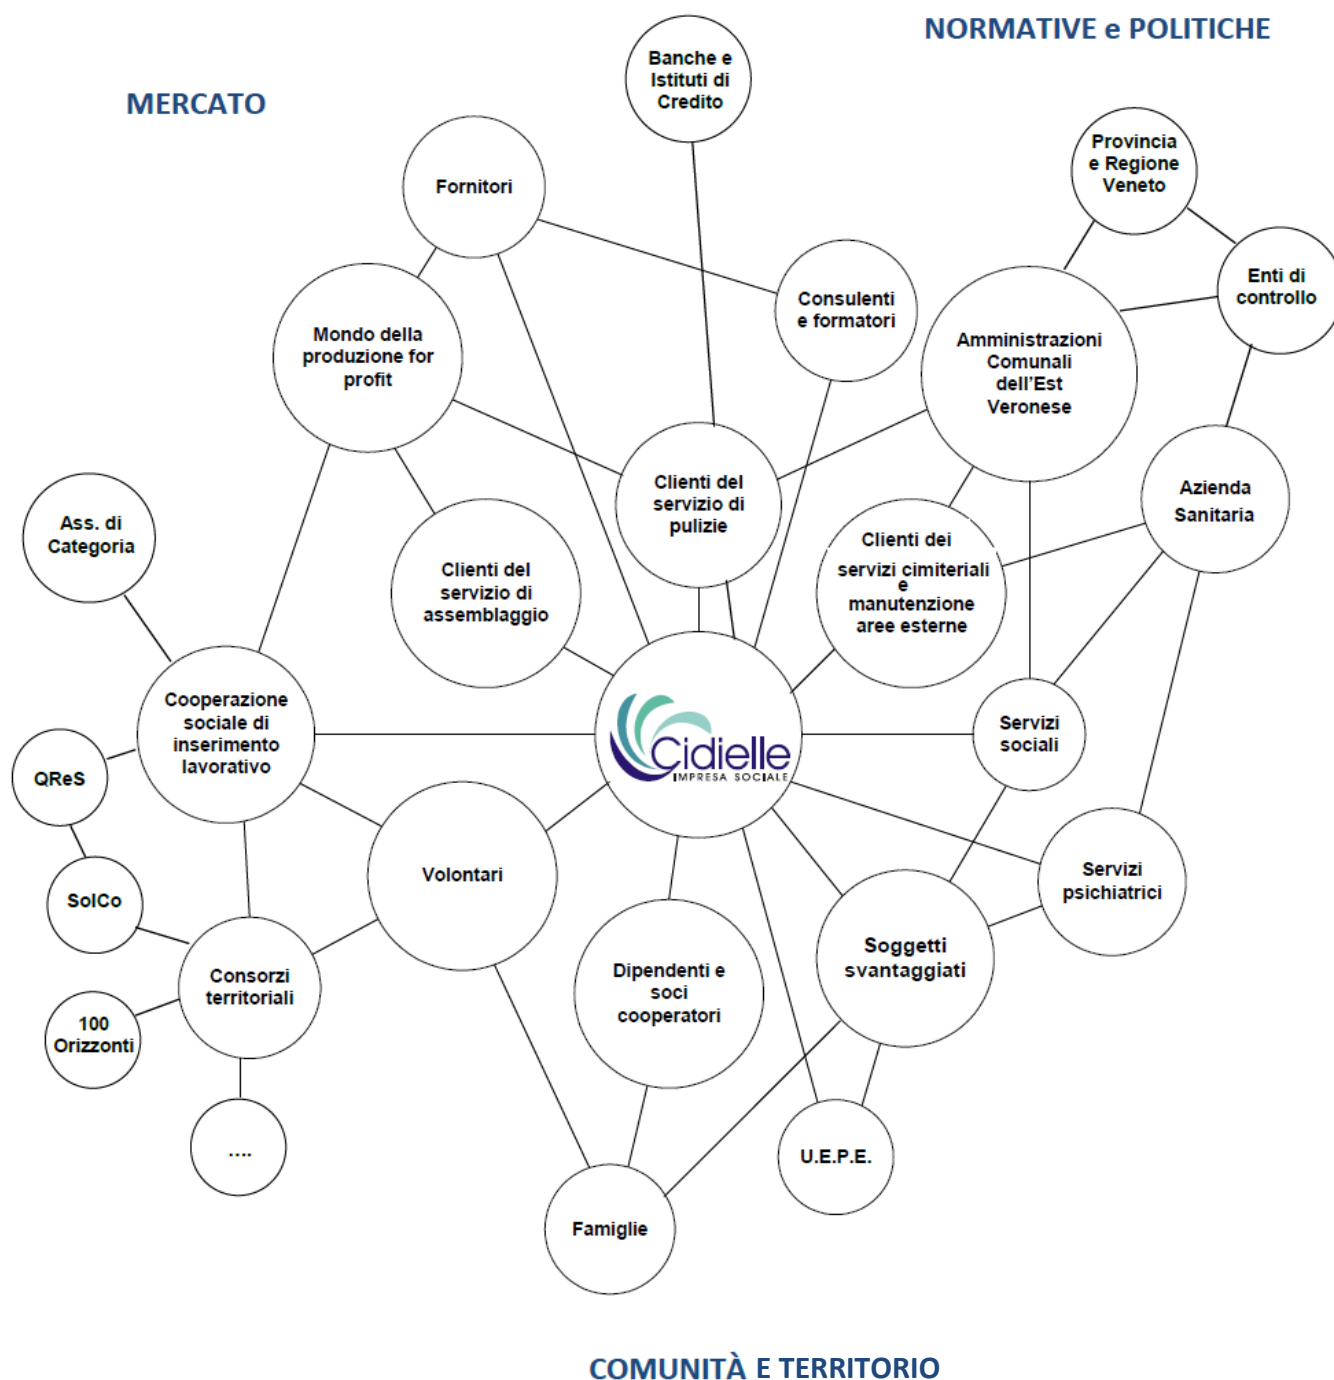 NORMATIVE e POLITICHE
MERCATO
Banche e
Istituti di
Credito
Provincia
e Regione
Veneto
Fornitori
Enti di
controllo
Consulenti
e formatori
Mondo della
produzione for
profit
Amministrazioni
Comunali
dell'Est
Veronese
Clienti del
servizio di
pulizie
Azienda
Sanitaria
Ass. di
Categoria
Clienti del
servizio di
assemblaggio
Clienti dei
servizi cimiteriali
e
manutenzione
aree esterne
Cooperazione
sociale di
inserimento
lavorativo
Cidielle
IMPRESA SOCIALE
Servizi
sociali
QReS
Volontari
Servizi
psichiatrici
SolCo
Soggetti
svantaggiati
Consorzi
territoriali
Dipendenti e
soci
cooperatori
100
Orizzonti
....
U.E.P.E.
Famiglie
COMUNITÀ E TERRITORIO